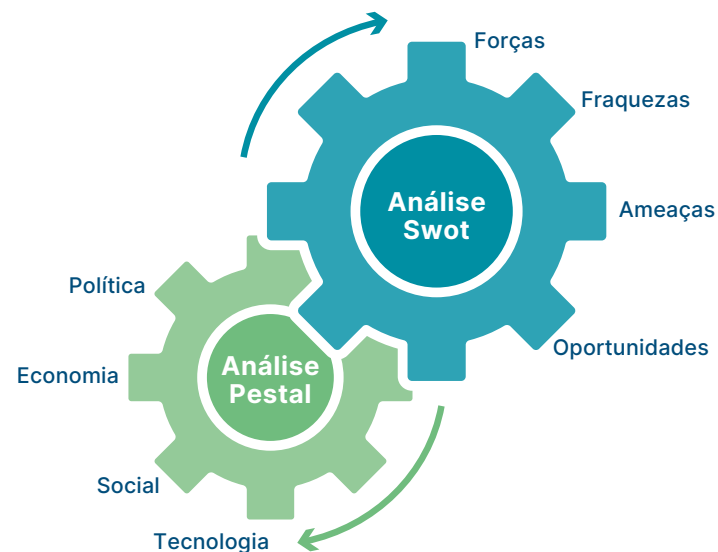 Forças
Fraquezas
Análise
Swot
Ameaças
Oportunidades
Política
Economia
Análise
Pestal
Social
Tecnologia